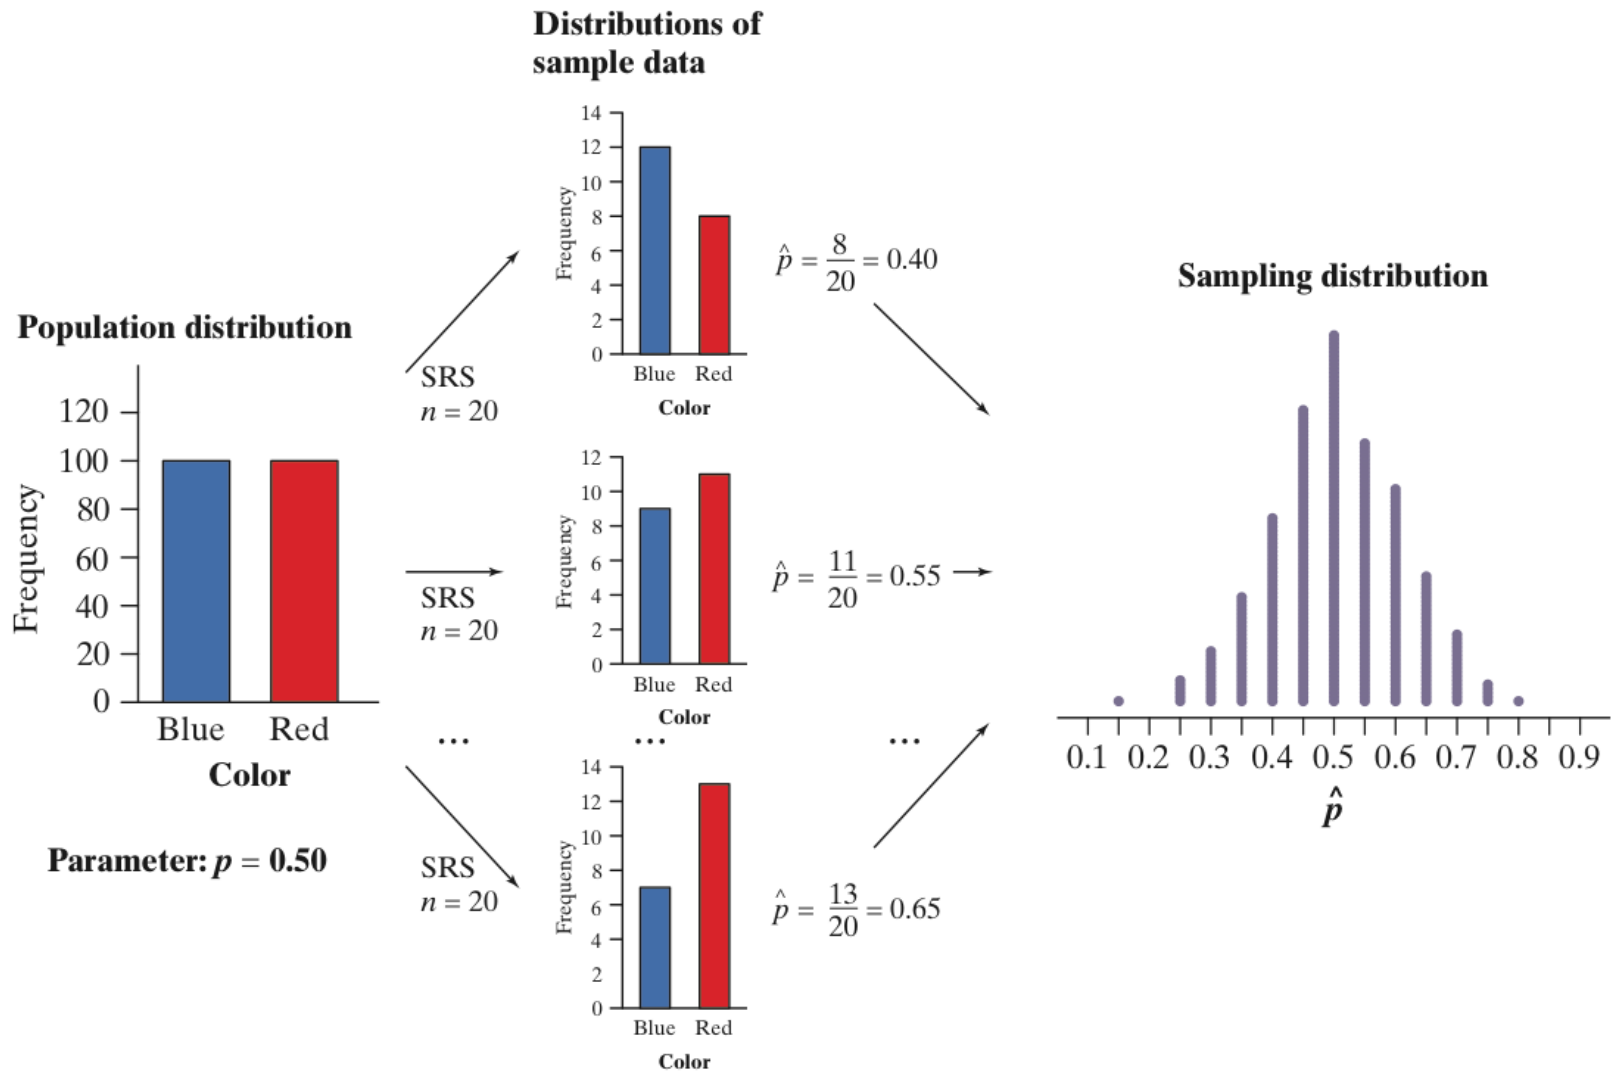 Distributions of
sample data
Population distribution
Frequency
120
100
80
60
40
20
0
Blue Red
Color
Parameter: p = 0.50
SRS
n = 20
SRS
n = 20
...
SRS
n = 20
Frequency
14
12
10
8
6
4
2
0
Blue Red
Color
Frequency
12
10
8
6
4
2
0
Blue Red
Color
...
Frequency
14
12
10
8
6
4
2
0
Blue Red
Color
p̂ = 8/20 = 0.40
p̂ = 11/20 = 0.55
...
p̂ = 13/20 = 0.65
Sampling distribution
0.1 0.2 0.3 0.4 0.5 0.6 0.7 0.8 0.9
p̂